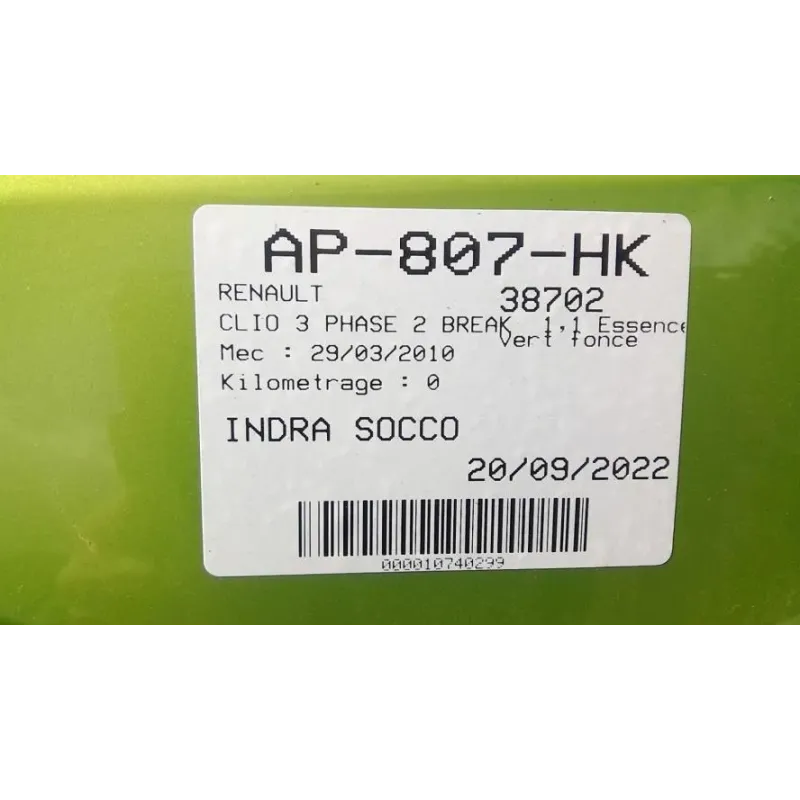 AP-807-HK
RENAULT 38702
CLIO 3 PHASE 2 BREAK 1,1 Essence
Vert fonce
Mec : 29/03/2010
Kilometrage : 0
INDRA SOCCO
20/09/2022
000010740299